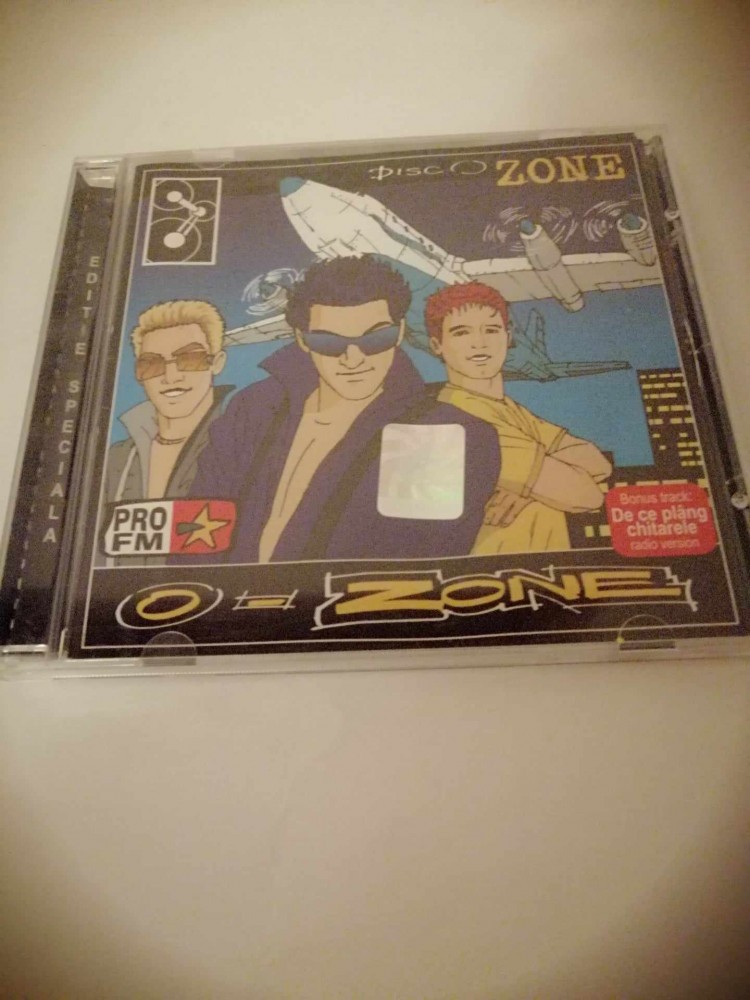 DISCO ZONE
EDITIE SPECIALA
PRO
FM
Bonus track:
De ce plâng
chitarele
radio version
O-ZONE